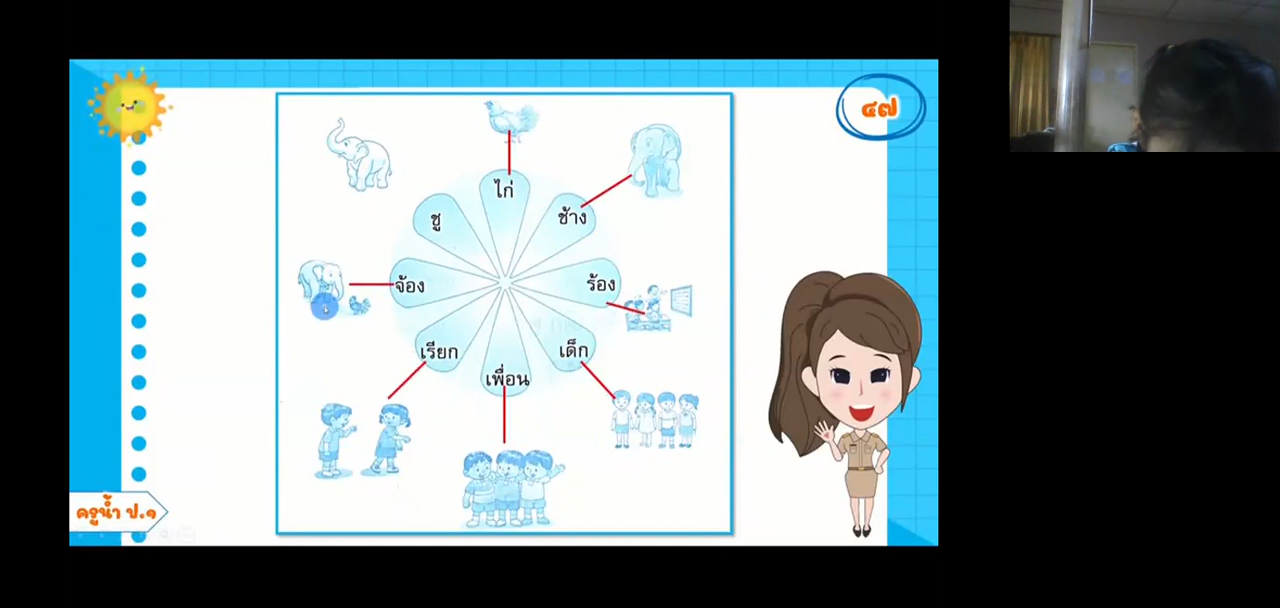 ๔๗
ไก่
ช้าง
ชู
จ้อง
ร้อง
เรียก
เด็ก
เพื่อน
ครูน้ำ ป.๑